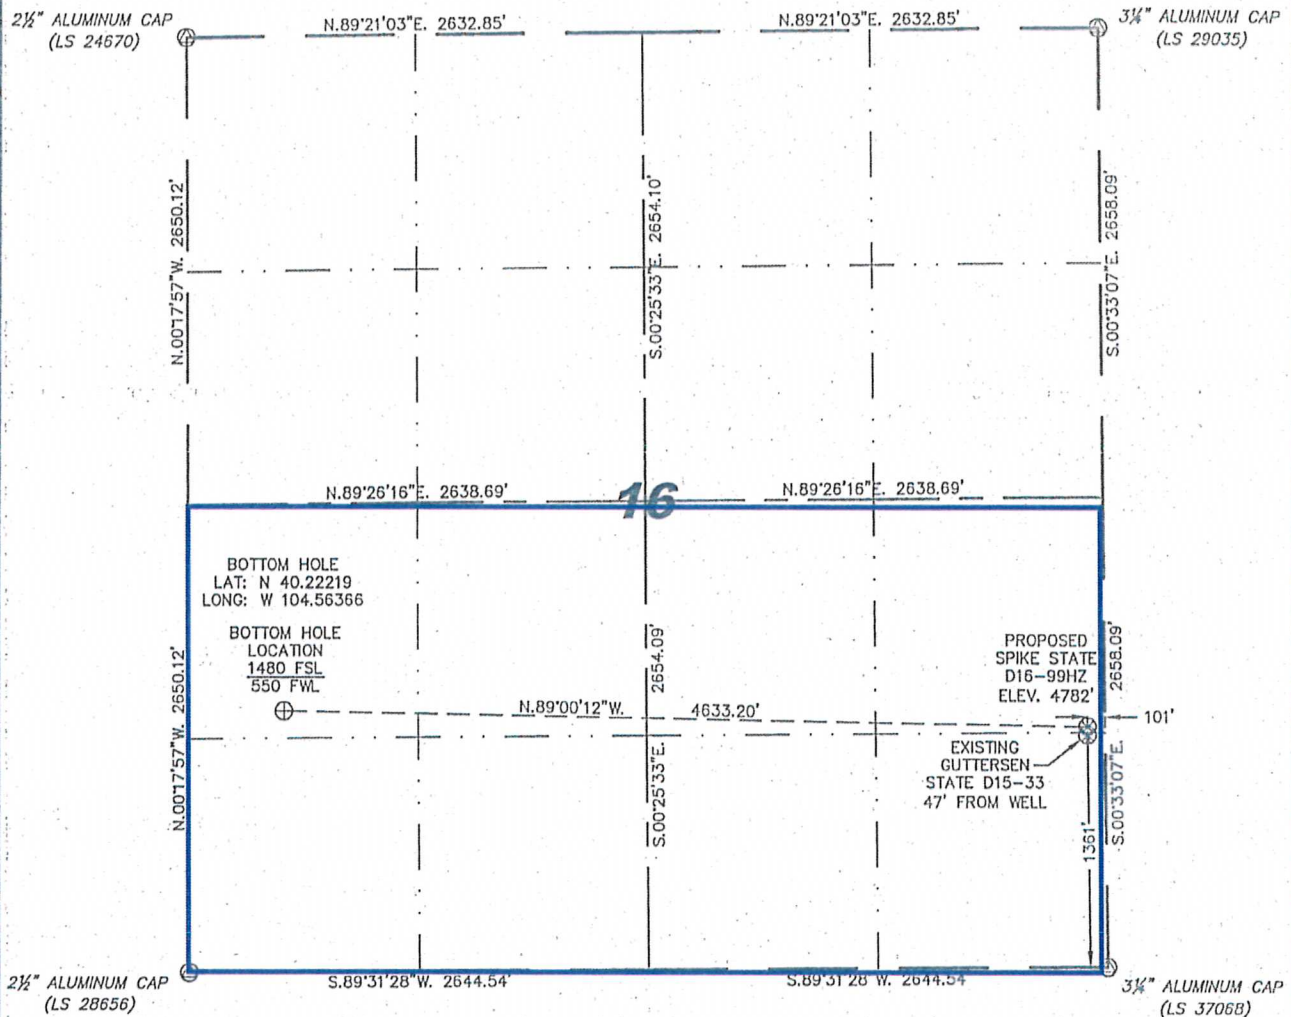 2½" ALUMINUM CAP
(LS 24670)
N.89°21'03"E. 2632.85'
N.89°21'03"E. 2632.85'
3¼" ALUMINUM CAP
(LS 29035)
N.00°17'57"W. 2650.12'
S.00°25'33"E. 2654.10'
S.00°33'07"E. 2658.09'
N.89°26'16"E. 2638.69'
16
N.89°26'16"E. 2638.69'
BOTTOM HOLE
LAT: N 40.22219
LONG: W 104.56366
BOTTOM HOLE
LOCATION
1480 FSL
550 FWL
N.00°17'57"W. 2650.12'
N.89°00'12"W. 4633.20'
S.00°25'33"E. 2654.09'
PROPOSED
SPIKE STATE
D16-99HZ
ELEV. 4782'
101'
EXISTING
GUTTERSEN
STATE D15-33
47' FROM WELL
1361'
S.00°33'07"E. 2658.09'
2½" ALUMINUM CAP
(LS 28656)
S.89°31'28"W. 2644.54'
S.89°31'28"W. 2644.54'
3¼" ALUMINUM CAP
(LS 37068)